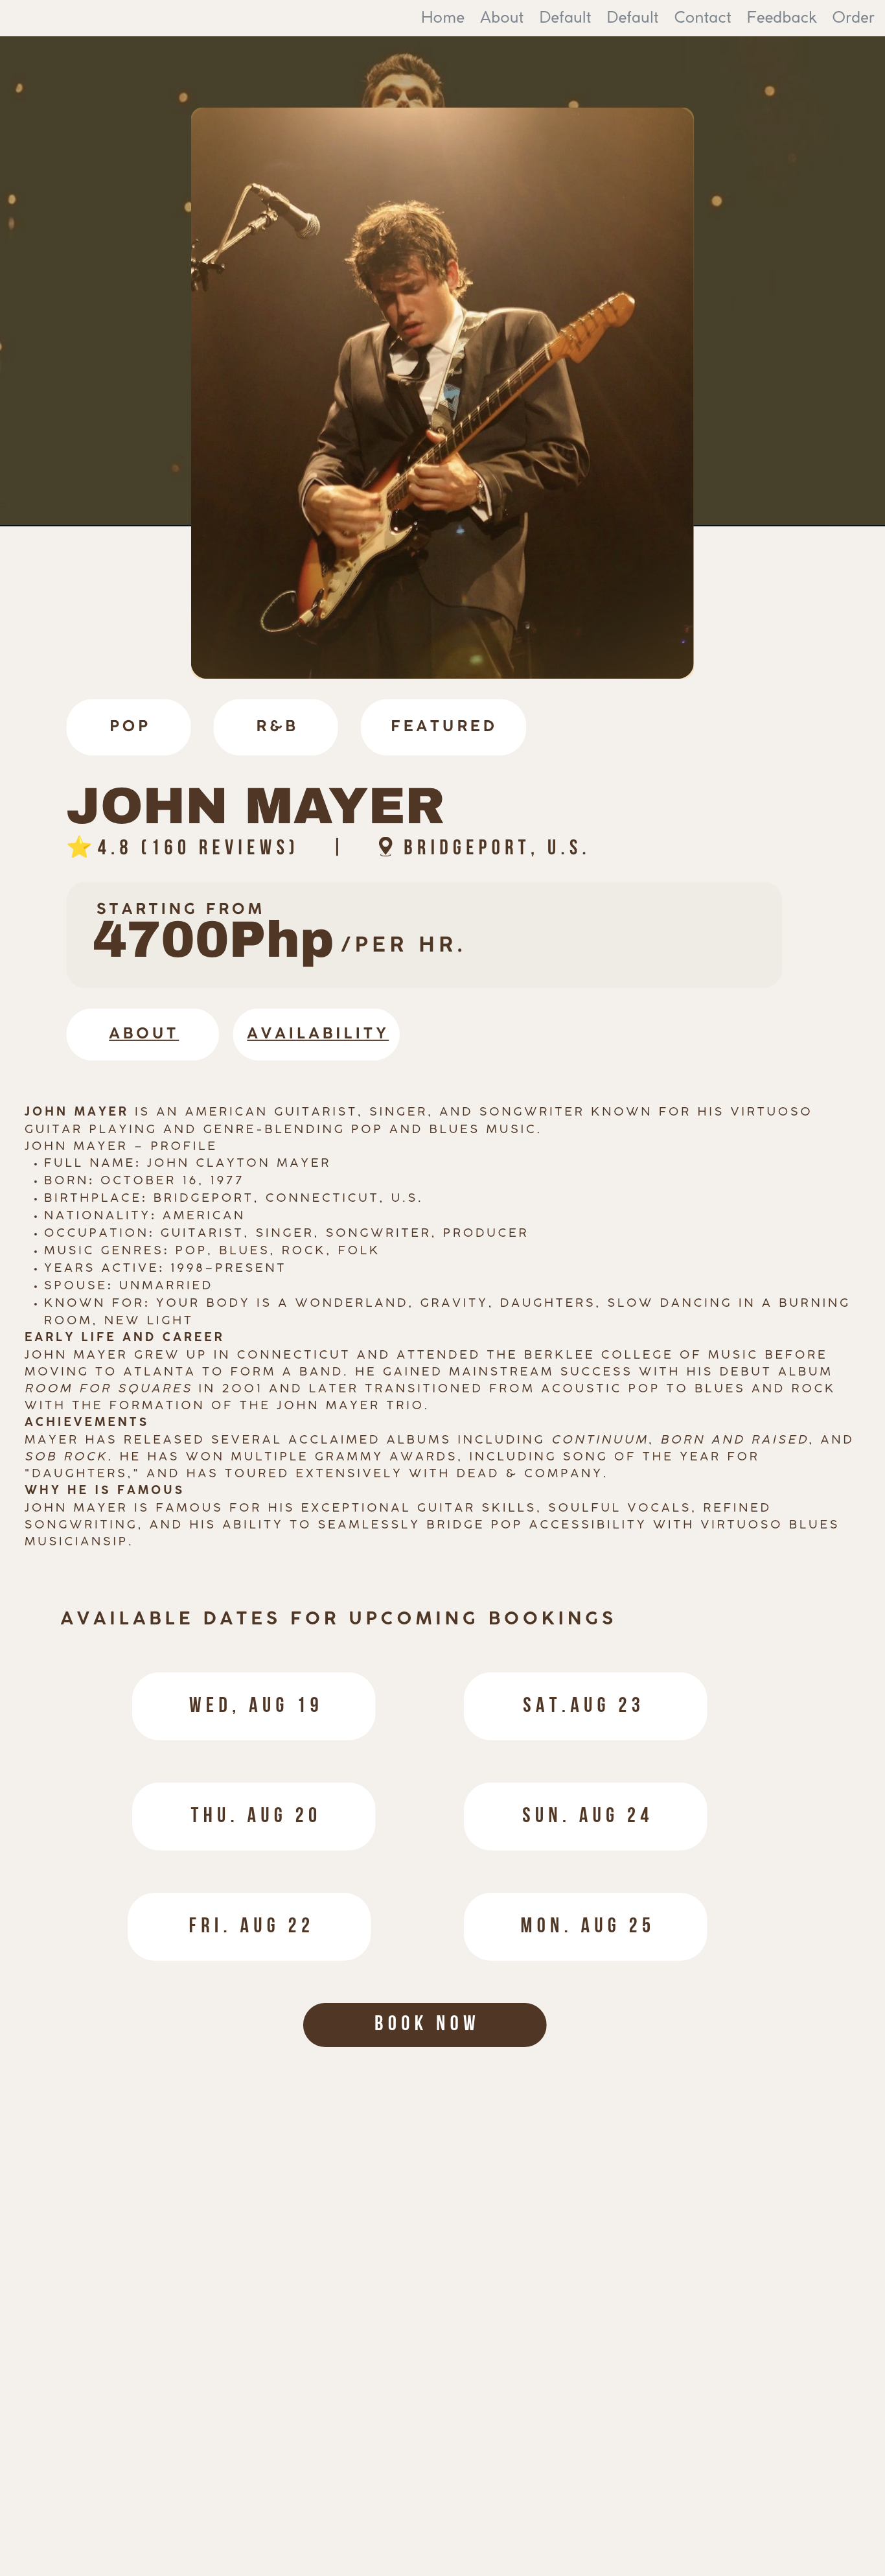 Home About Default Default Contact Feedback Order
POP R&B FEATURED
JOHN MAYER
4.8 (160 REVIEWS) | BRIDGEPORT, U.S.
STARTING FROM
4700Php /PER HR.
ABOUT AVAILABILITY
JOHN MAYER IS AN AMERICAN GUITARIST, SINGER, AND SONGWRITER KNOWN FOR HIS VIRTUOSO
GUITAR PLAYING AND GENRE-BLENDING POP AND BLUES MUSIC.
JOHN MAYER – PROFILE
• FULL NAME: JOHN CLAYTON MAYER
• BORN: OCTOBER 16, 1977
• BIRTHPLACE: BRIDGEPORT, CONNECTICUT, U.S.
• NATIONALITY: AMERICAN
• OCCUPATION: GUITARIST, SINGER, SONGWRITER, PRODUCER
• MUSIC GENRES: POP, BLUES, ROCK, FOLK
• YEARS ACTIVE: 1998–PRESENT
• SPOUSE: UNMARRIED
• KNOWN FOR: YOUR BODY IS A WONDERLAND, GRAVITY, DAUGHTERS, SLOW DANCING IN A BURNING
ROOM, NEW LIGHT
EARLY LIFE AND CAREER
JOHN MAYER GREW UP IN CONNECTICUT AND ATTENDED THE BERKLEE COLLEGE OF MUSIC BEFORE
MOVING TO ATLANTA TO FORM A BAND. HE GAINED MAINSTREAM SUCCESS WITH HIS DEBUT ALBUM
ROOM FOR SQUARES IN 2001 AND LATER TRANSITIONED FROM ACOUSTIC POP TO BLUES AND ROCK
WITH THE FORMATION OF THE JOHN MAYER TRIO.
ACHIEVEMENTS
MAYER HAS RELEASED SEVERAL ACCLAIMED ALBUMS INCLUDING CONTINUUM, BORN AND RAISED, AND
SOB ROCK. HE HAS WON MULTIPLE GRAMMY AWARDS, INCLUDING SONG OF THE YEAR FOR
"DAUGHTERS," AND HAS TOURED EXTENSIVELY WITH DEAD & COMPANY.
WHY HE IS FAMOUS
JOHN MAYER IS FAMOUS FOR HIS EXCEPTIONAL GUITAR SKILLS, SOULFUL VOCALS, REFINED
SONGWRITING, AND HIS ABILITY TO SEAMLESSLY BRIDGE POP ACCESSIBILITY WITH VIRTUOSO BLUES
MUSICIANSIP.
AVAILABLE DATES FOR UPCOMING BOOKINGS
WED, AUG 19 SAT.AUG 23
THU. AUG 20 SUN. AUG 24
FRI. AUG 22 MON. AUG 25
BOOK NOW